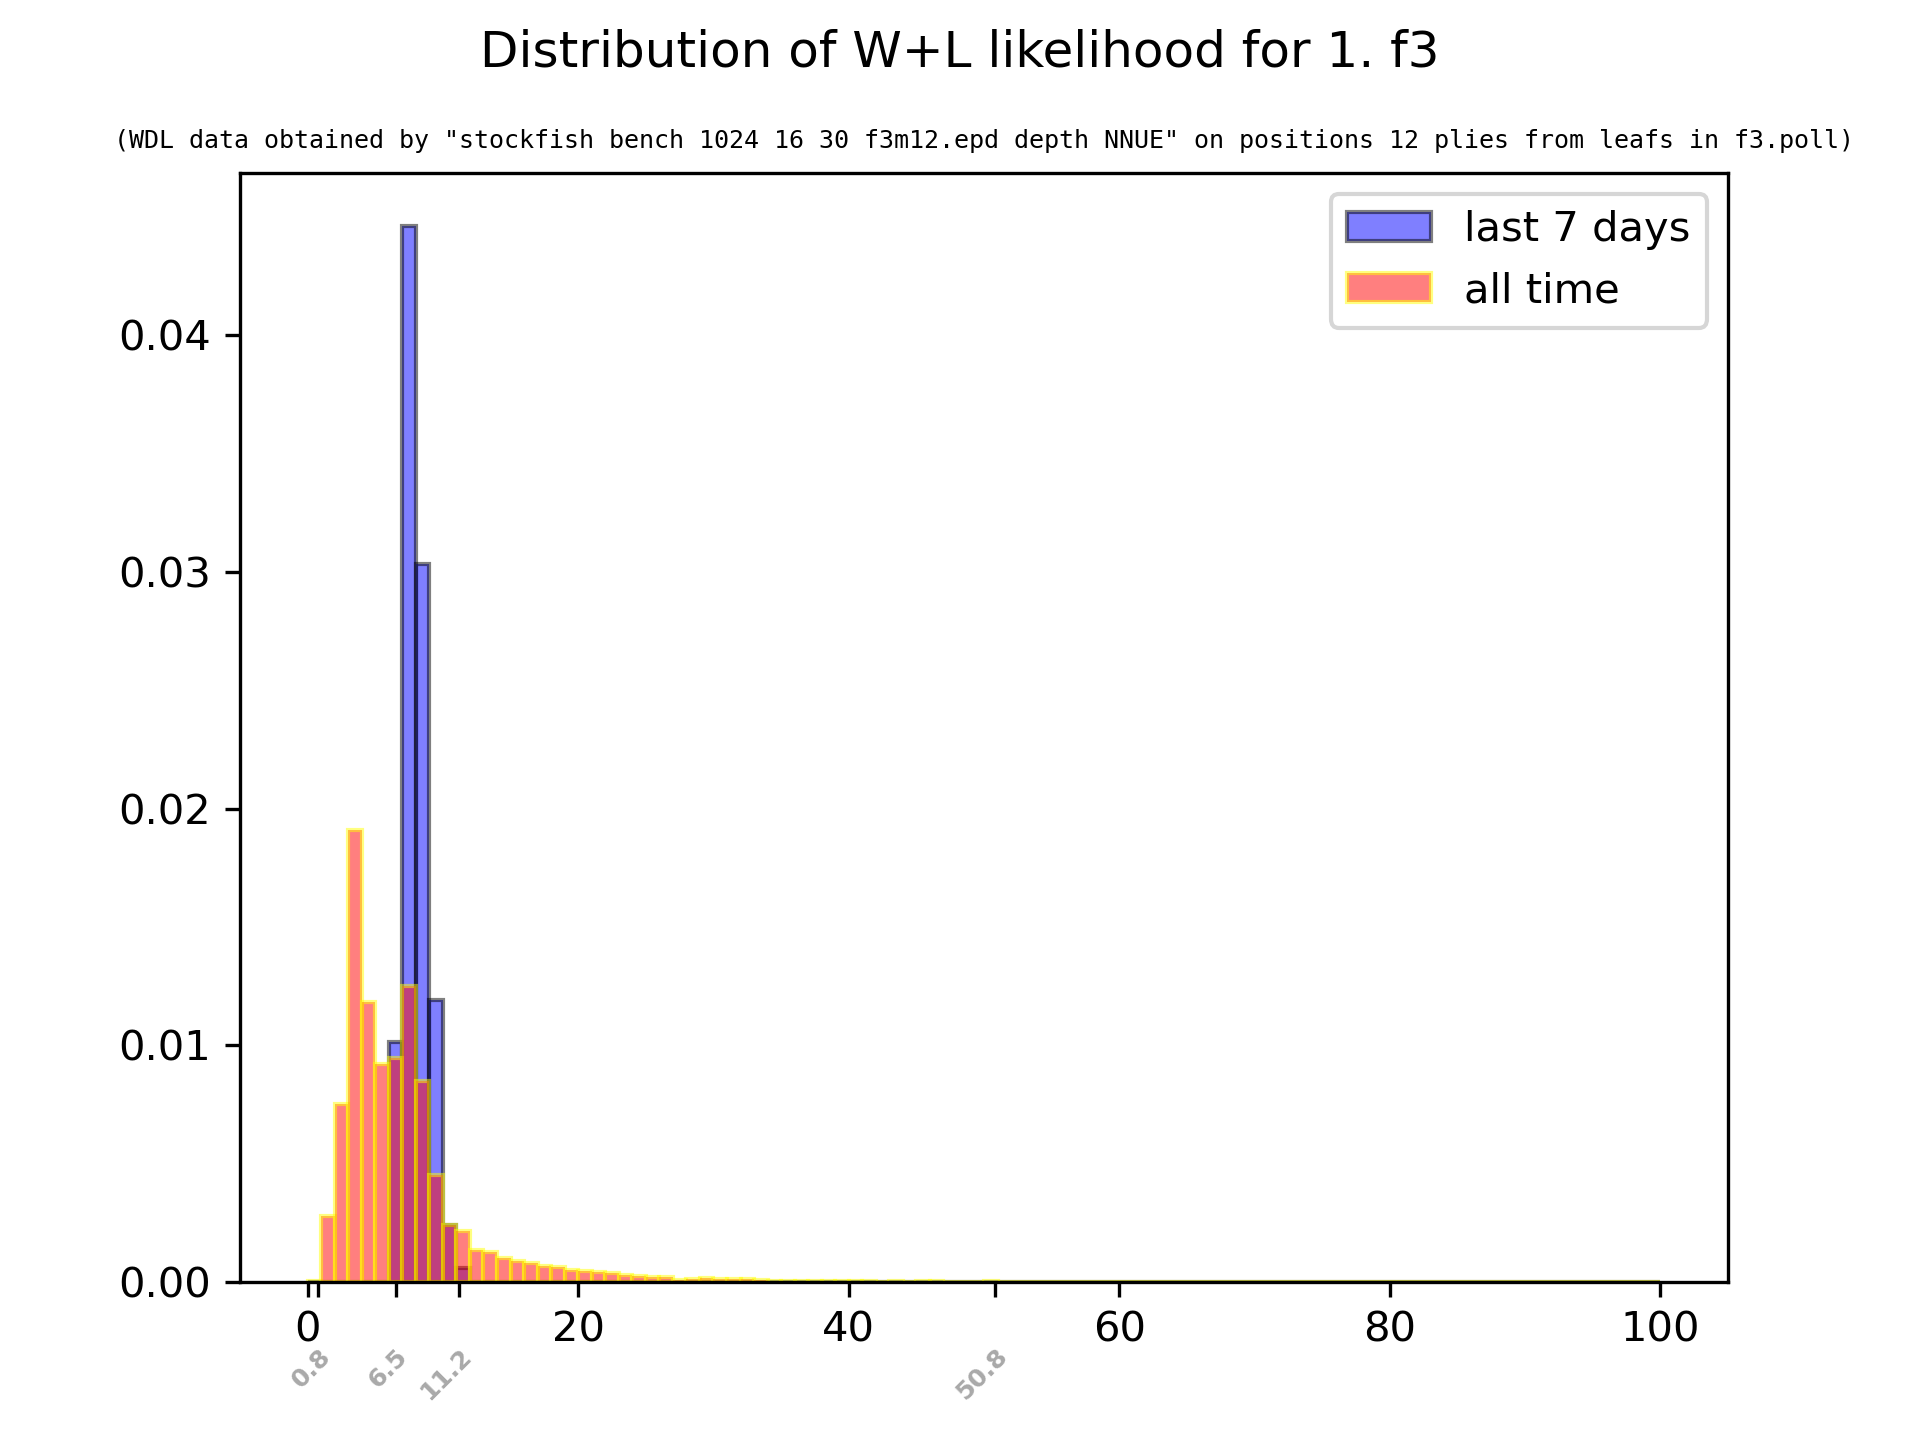 Distribution of W+L likelihood for 1. f3
(WDL data obtained by "stockfish bench 1024 16 30 f3m12.epd depth NNUE" on positions 12 plies from leafs in f3.poll)
last 7 days
all time
0.04
0.03
0.02
0.01
0.00
0 20 40 60 80 100
0.8 6.5 11.2 50.8